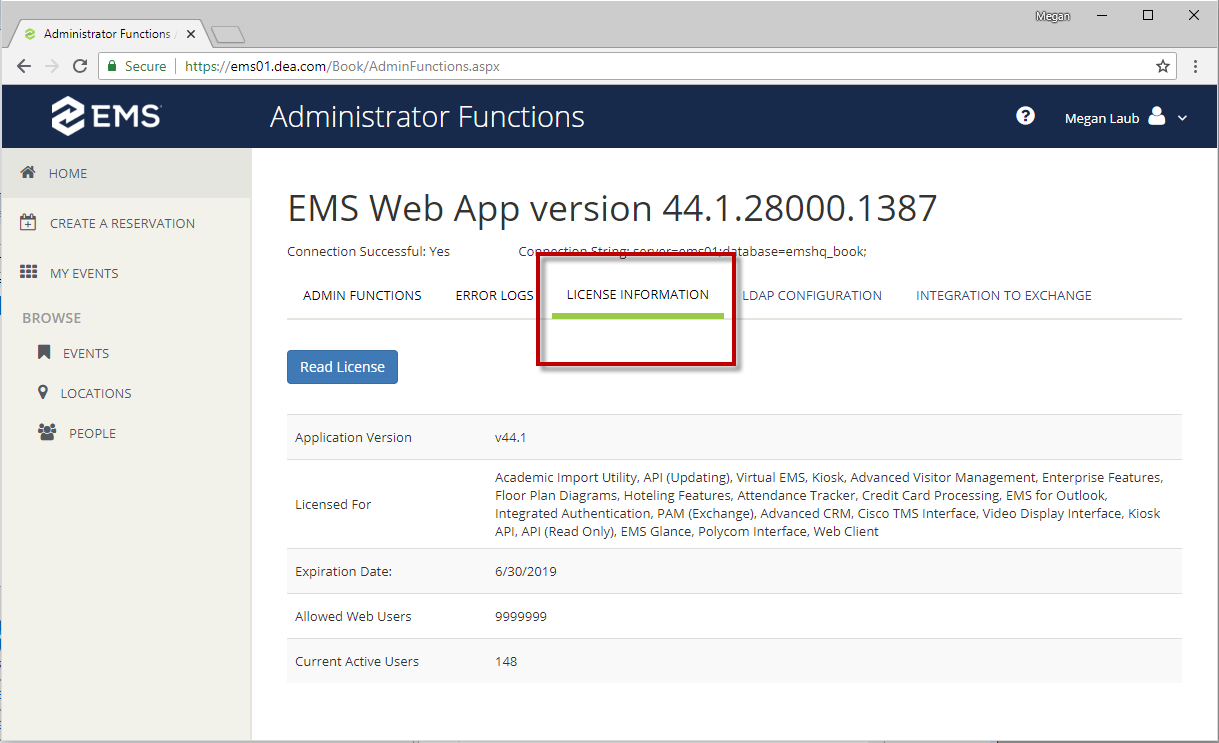 Megan
Administrator Functions
Secure https://ems01.dea.com/Book/AdminFunctions.aspx
EMS Administrator Functions ? Megan Laub
HOME
CREATE A RESERVATION
MY EVENTS
BROWSE
EVENTS
LOCATIONS
PEOPLE
EMS Web App version 44.1.28000.1387
Connection Successful: Yes Connection String: server=ems01;database=emshq_book;
ADMIN FUNCTIONS ERROR LOGS LICENSE INFORMATION LDAP CONFIGURATION INTEGRATION TO EXCHANGE
Read License
Application Version v44.1
Licensed For
Academic Import Utility, API (Updating), Virtual EMS, Kiosk, Advanced Visitor Management, Enterprise Features,
Floor Plan Diagrams, Hoteling Features, Attendance Tracker, Credit Card Processing, EMS for Outlook,
Integrated Authentication, PAM (Exchange), Advanced CRM, Cisco TMS Interface, Video Display Interface, Kiosk
API, API (Read Only), EMS Glance, Polycom Interface, Web Client
Expiration Date: 6/30/2019
Allowed Web Users 9999999
Current Active Users 148